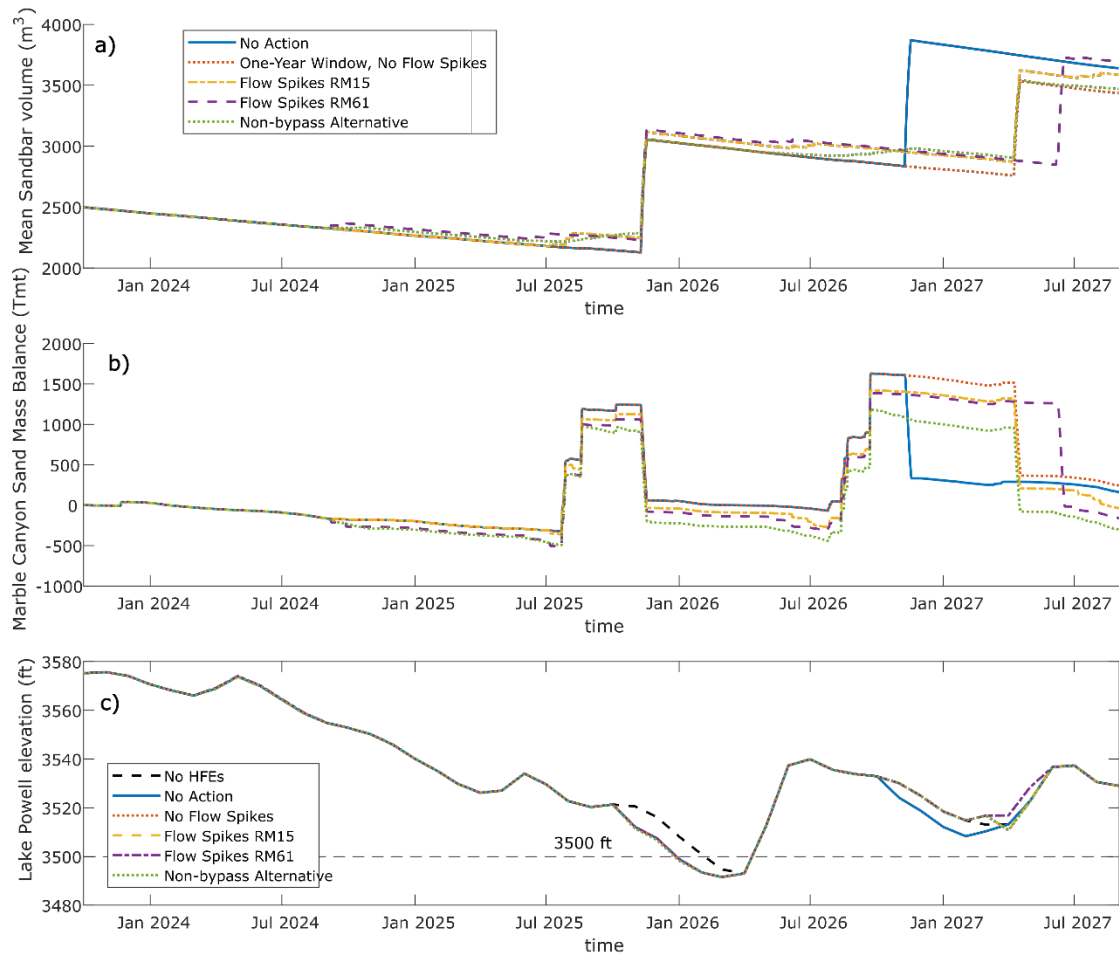 a)
Mean Sandbar volume (m³)
4000
3500
3000
2500
2000
No Action
One-Year Window, No Flow Spikes
Flow Spikes RM15
Flow Spikes RM61
Non-bypass Alternative
Jan 2024
Jul 2024
Jan 2025
Jul 2025
Jan 2026
Jul 2026
Jan 2027
Jul 2027
time
b)
Marble Canyon Sand Mass Balance (Tmt)
2000
1500
1000
500
0
-500
-1000
Jan 2024
Jul 2024
Jan 2025
Jul 2025
Jan 2026
Jul 2026
Jan 2027
Jul 2027
time
c)
Lake Powell elevation (ft)
3580
3560
3540
3520
3500
3480
No HFEs
No Action
No Flow Spikes
Flow Spikes RM15
Flow Spikes RM61
Non-bypass Alternative
3500 ft
Jan 2024
Jul 2024
Jan 2025
Jul 2025
Jan 2026
Jul 2026
Jan 2027
Jul 2027
time